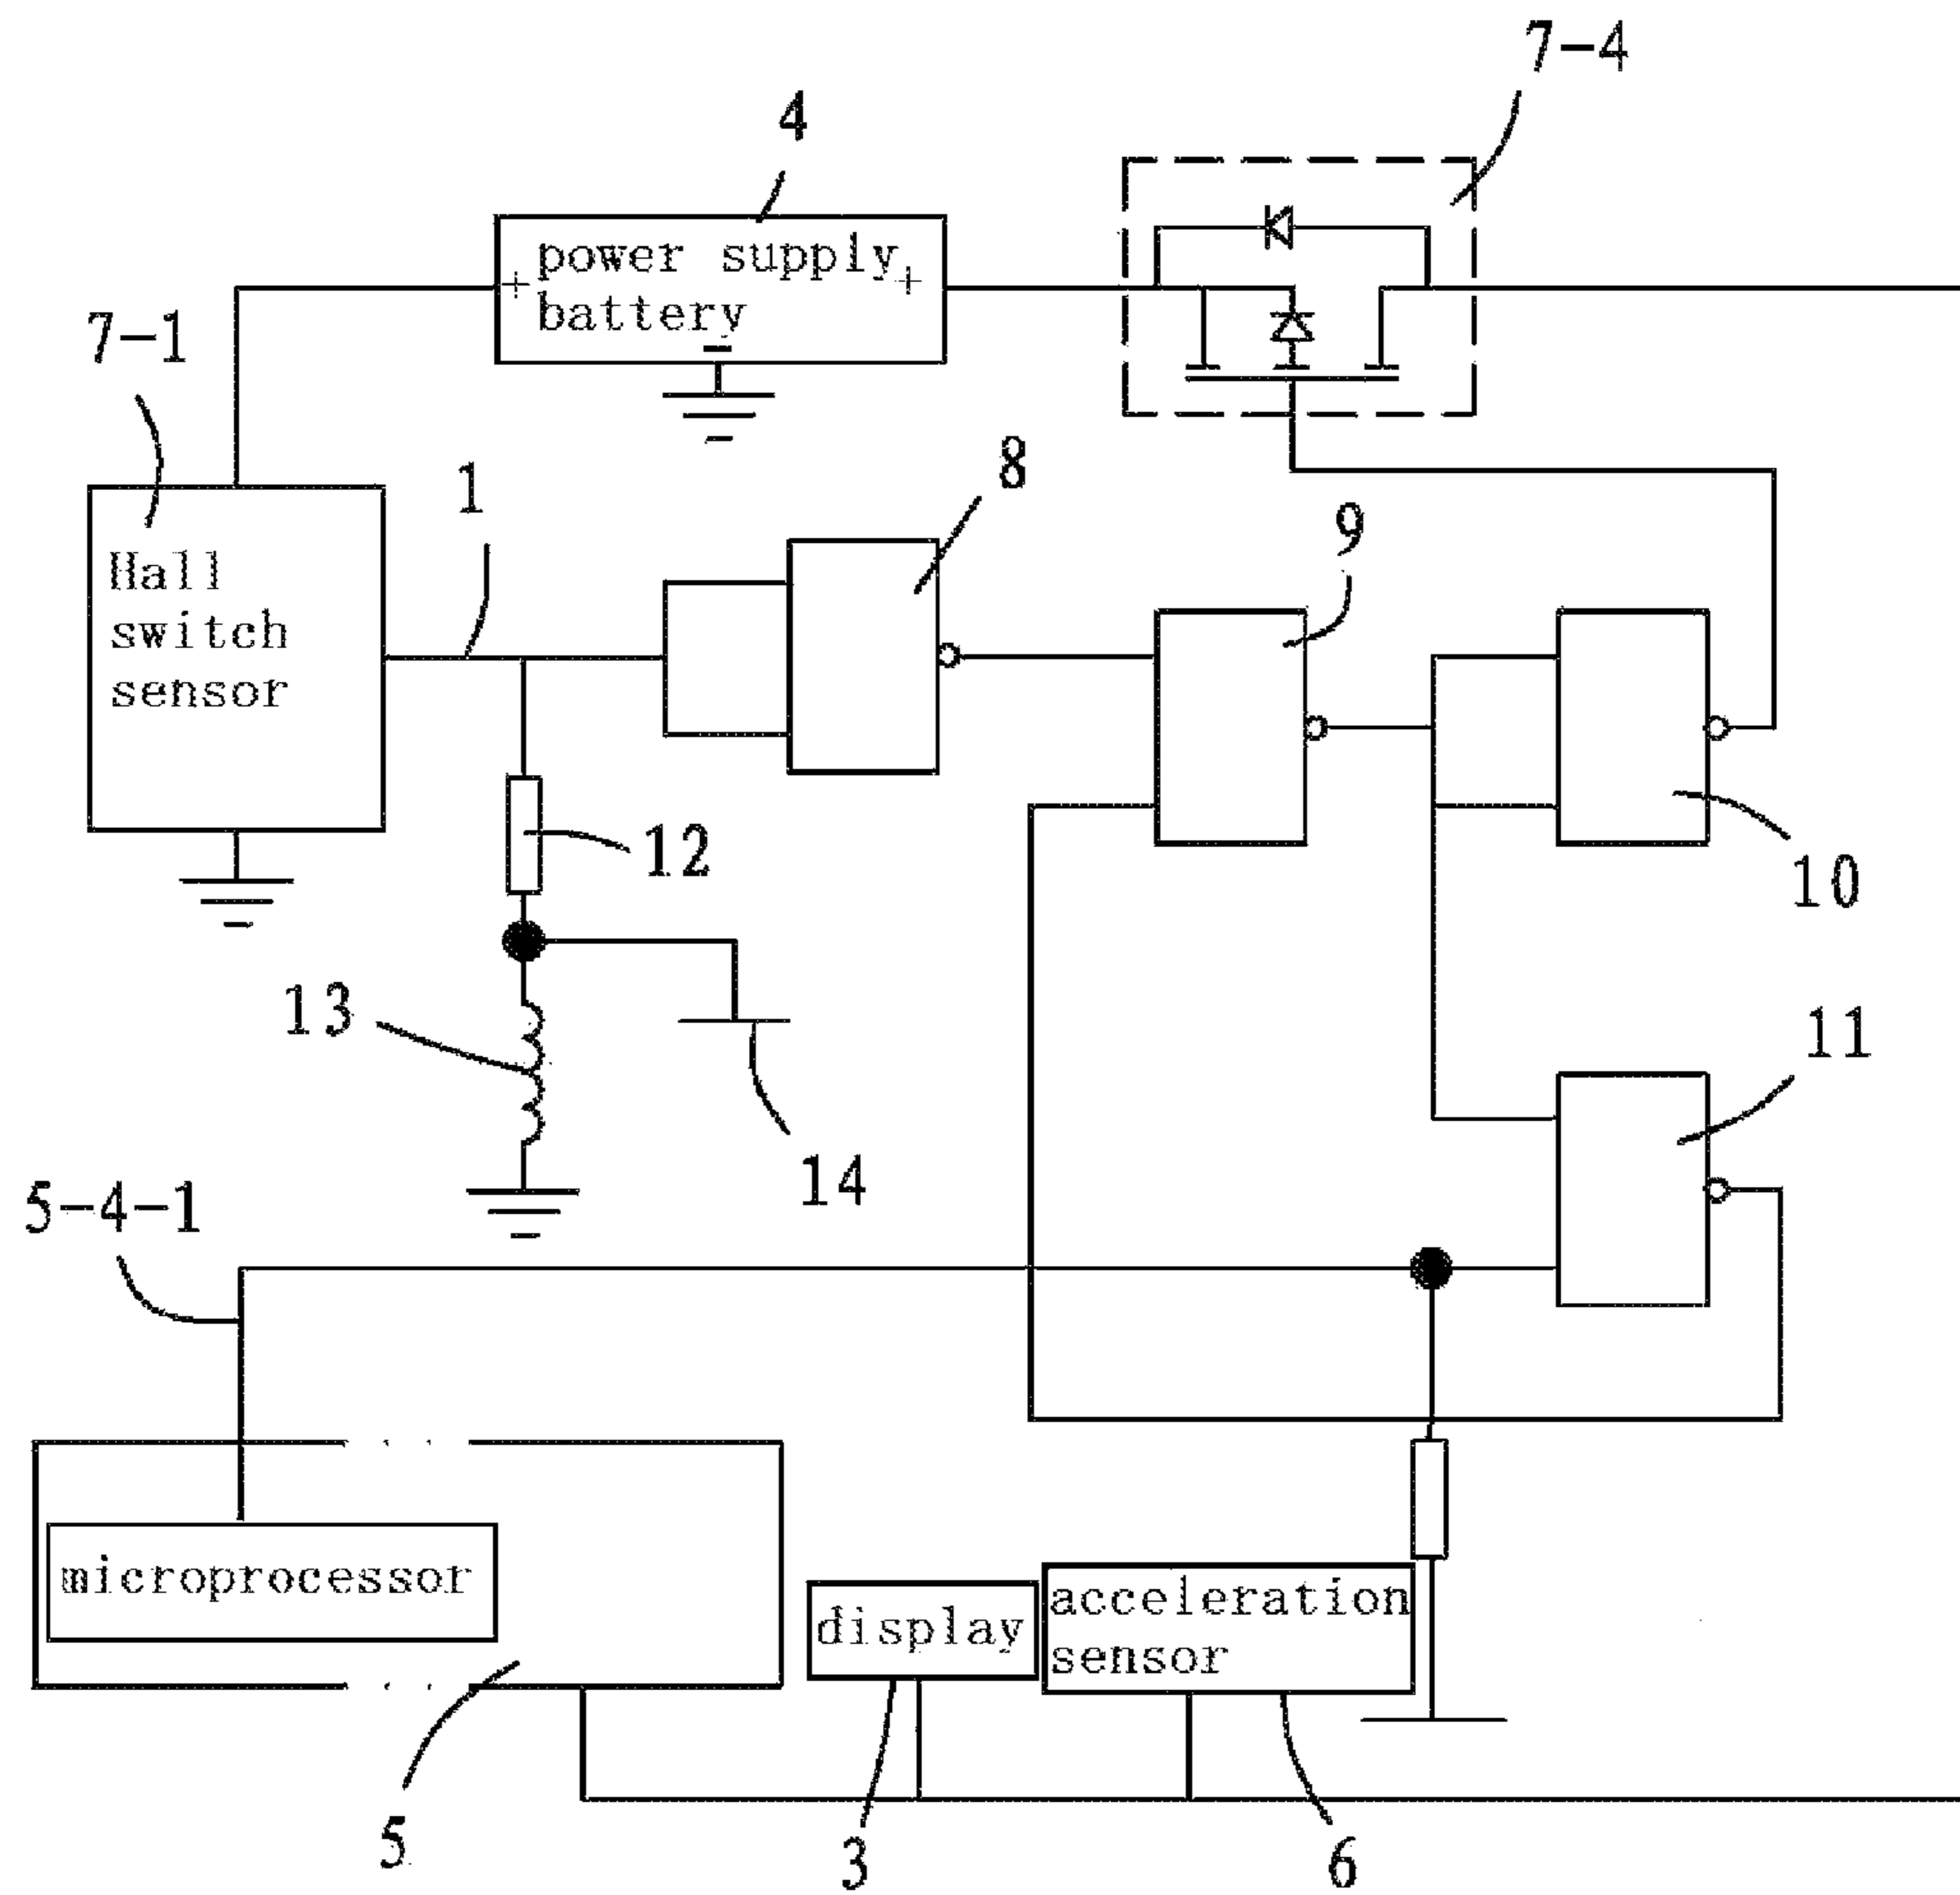 7-4
4
power supply
+ +
battery
-
7-1
Hall
switch
sensor
1
8
9
12
10
13
11
14
5-4-1
microprocessor
display
acceleration
sensor
5
3
6